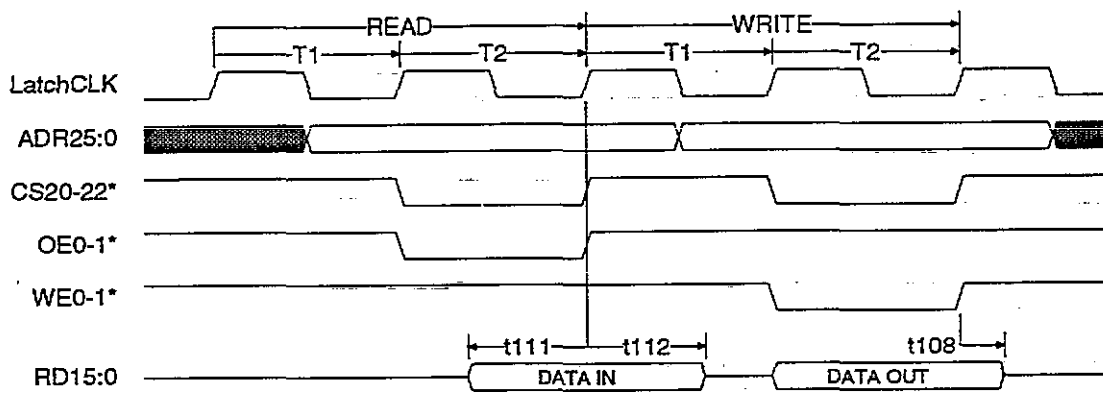 READ WRITE
T1 T2 T1 T2
LatchCLK
ADR25:0
CS20-22*
OE0-1*
WE0-1*
t111 t112 t108
RD15:0 DATA IN DATA OUT